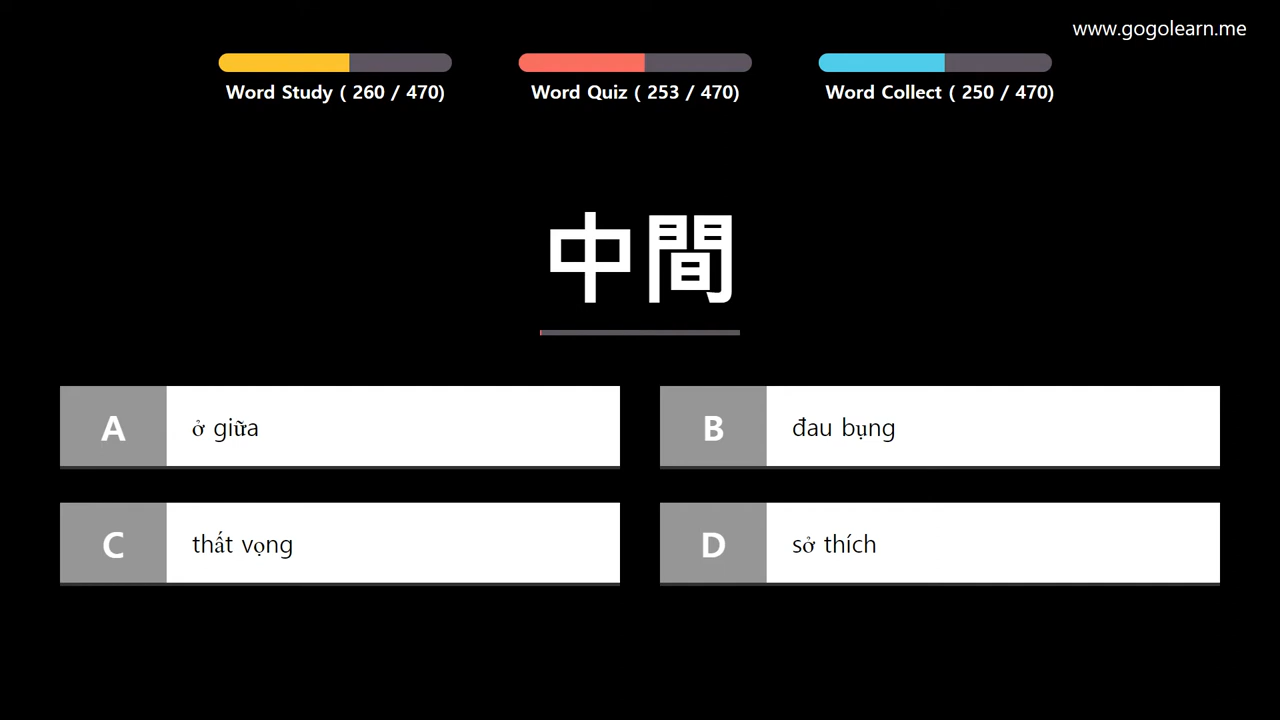 www.gogolearn.me
Word Study ( 260 / 470)
Word Quiz ( 253 / 470)
Word Collect ( 250 / 470)
中間
A ở giữa
B đau bụng
C thất vọng
D sở thích